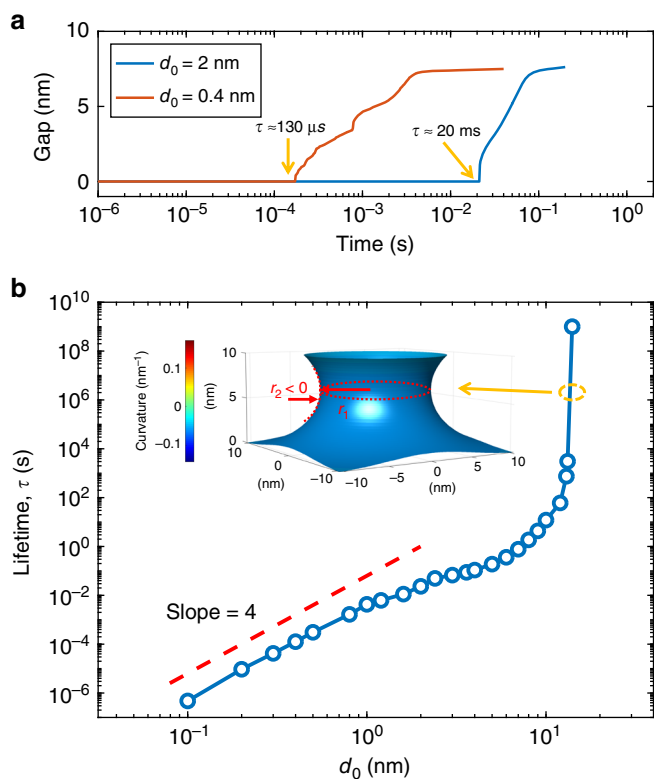 a
10
5
0
Gap (nm)
d₀ = 2 nm
d₀ = 0.4 nm
τ ≈130 μs
τ ≈ 20 ms
10⁻⁶ 10⁻⁵ 10⁻⁴ 10⁻³ 10⁻² 10⁻¹ 10⁰
Time (s)
b
10¹⁰
10⁸
10⁶
10⁴
10²
10⁰
10⁻²
10⁻⁴
10⁻⁶
Lifetime, τ (s)
Curvature (nm⁻¹)
0.1
0
−0.1
10
5
0
(nm)
r₂ < 0
r₁
10
0
−10
(nm)
−10
−5
0
5
10
(nm)
Slope = 4
10⁻¹ 10⁰ 10¹
d₀ (nm)